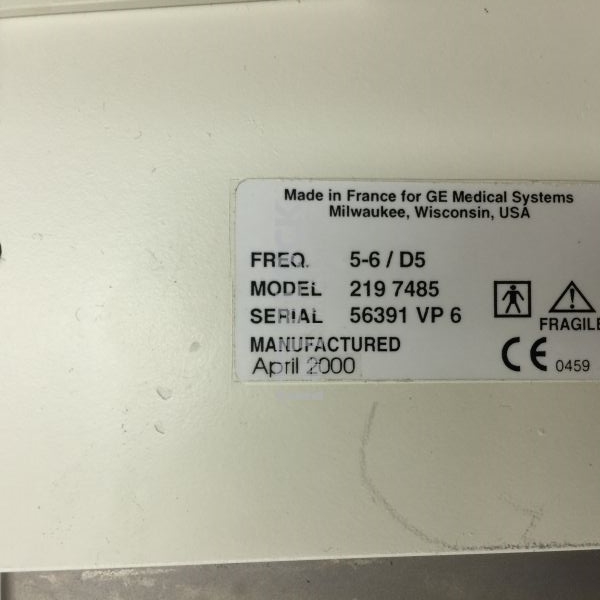 Made in France for GE Medical Systems
Milwaukee, Wisconsin, USA
FREQ. 5-6 / D5
MODEL 219 7485
SERIAL 56391 VP 6
FRAGILE
MANUFACTURED
April 2000
CE 0459